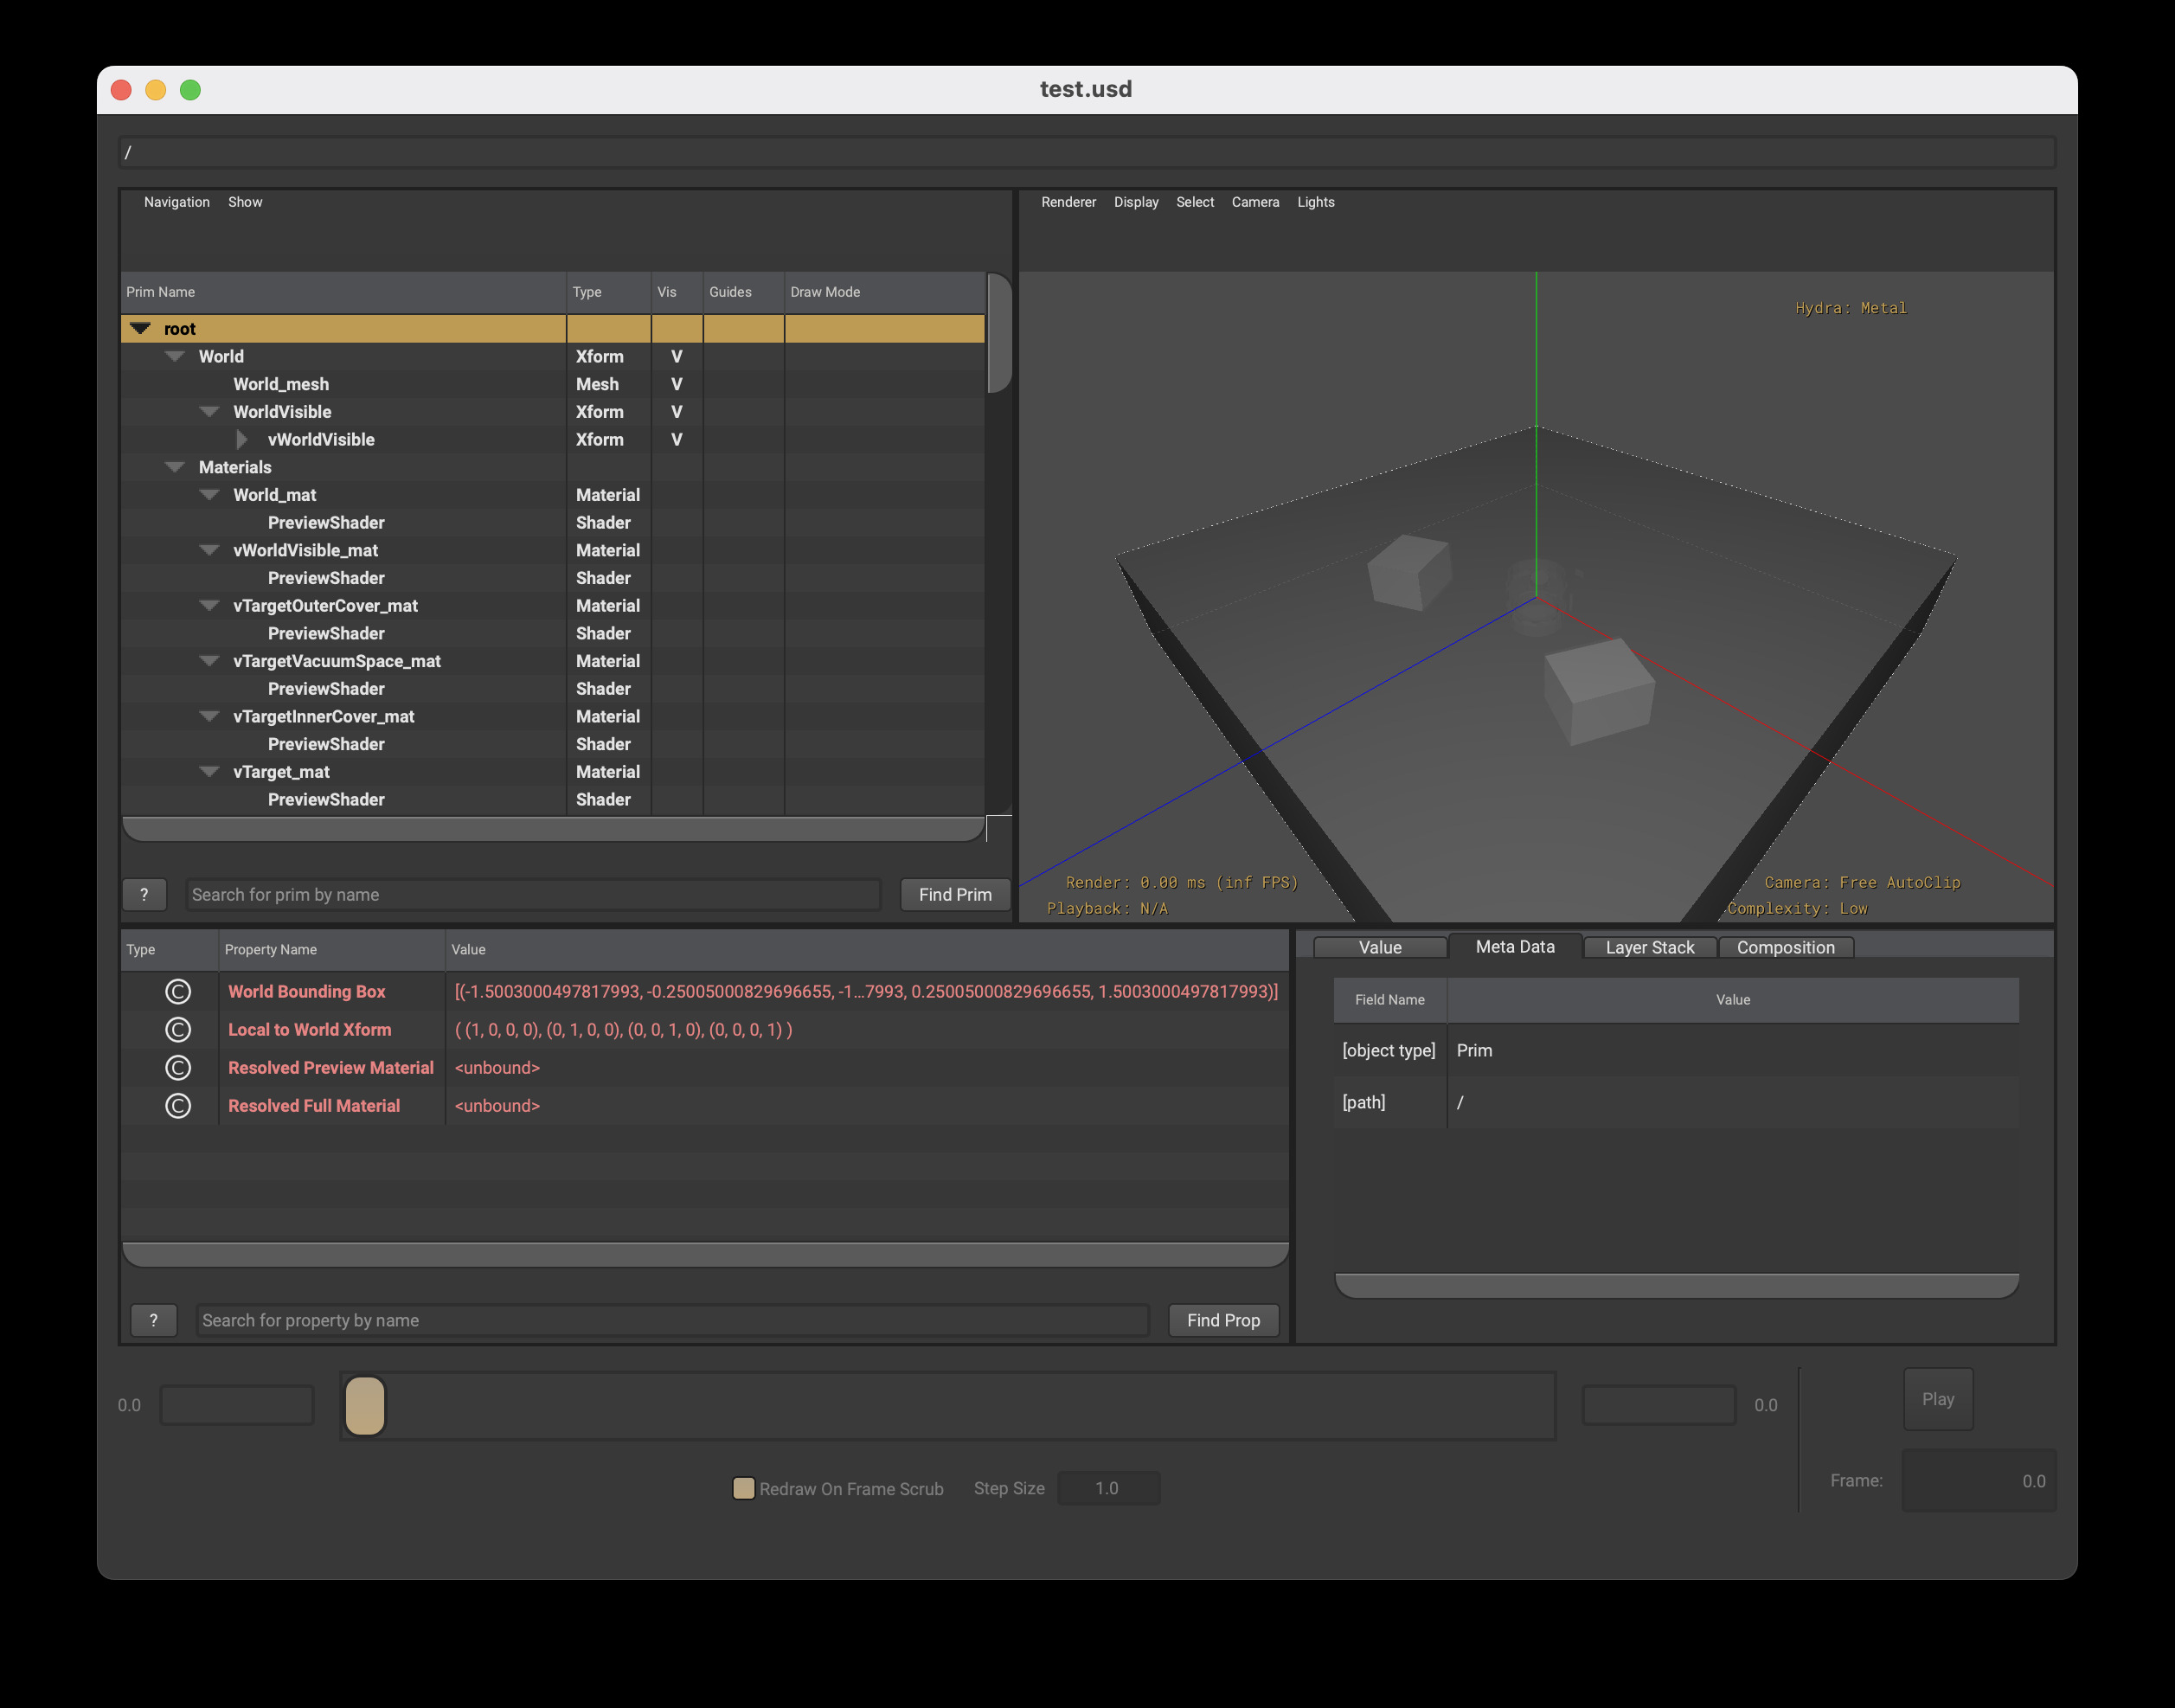 test.usd
/
Navigation Show
Renderer Display Select Camera Lights
Prim Name Type Vis Guides Draw Mode
root
World Xform V
World_mesh Mesh V
WorldVisible Xform V
vWorldVisible Xform V
Materials
World_mat Material
PreviewShader Shader
vWorldVisible_mat Material
PreviewShader Shader
vTargetOuterCover_mat Material
PreviewShader Shader
vTargetVacuumSpace_mat Material
PreviewShader Shader
vTargetInnerCover_mat Material
PreviewShader Shader
vTarget_mat Material
PreviewShader Shader
? Search for prim by name Find Prim
Hydra: Metal
Render: 0.00 ms (inf FPS)
Playback: N/A
Camera: Free AutoClip
Complexity: Low
Type Property Name Value
C World Bounding Box [(-1.5003000497817993, -0.25005000829696655, -1...7993, 0.25005000829696655, 1.5003000497817993)]
C Local to World Xform ( (1, 0, 0, 0), (0, 1, 0, 0), (0, 0, 1, 0), (0, 0, 0, 1) )
C Resolved Preview Material <unbound>
C Resolved Full Material <unbound>
? Search for property by name Find Prop
Value Meta Data Layer Stack Composition
Field Name Value
[object type] Prim
[path] /
0.0 0.0 Play
Redraw On Frame Scrub Step Size 1.0
Frame: 0.0